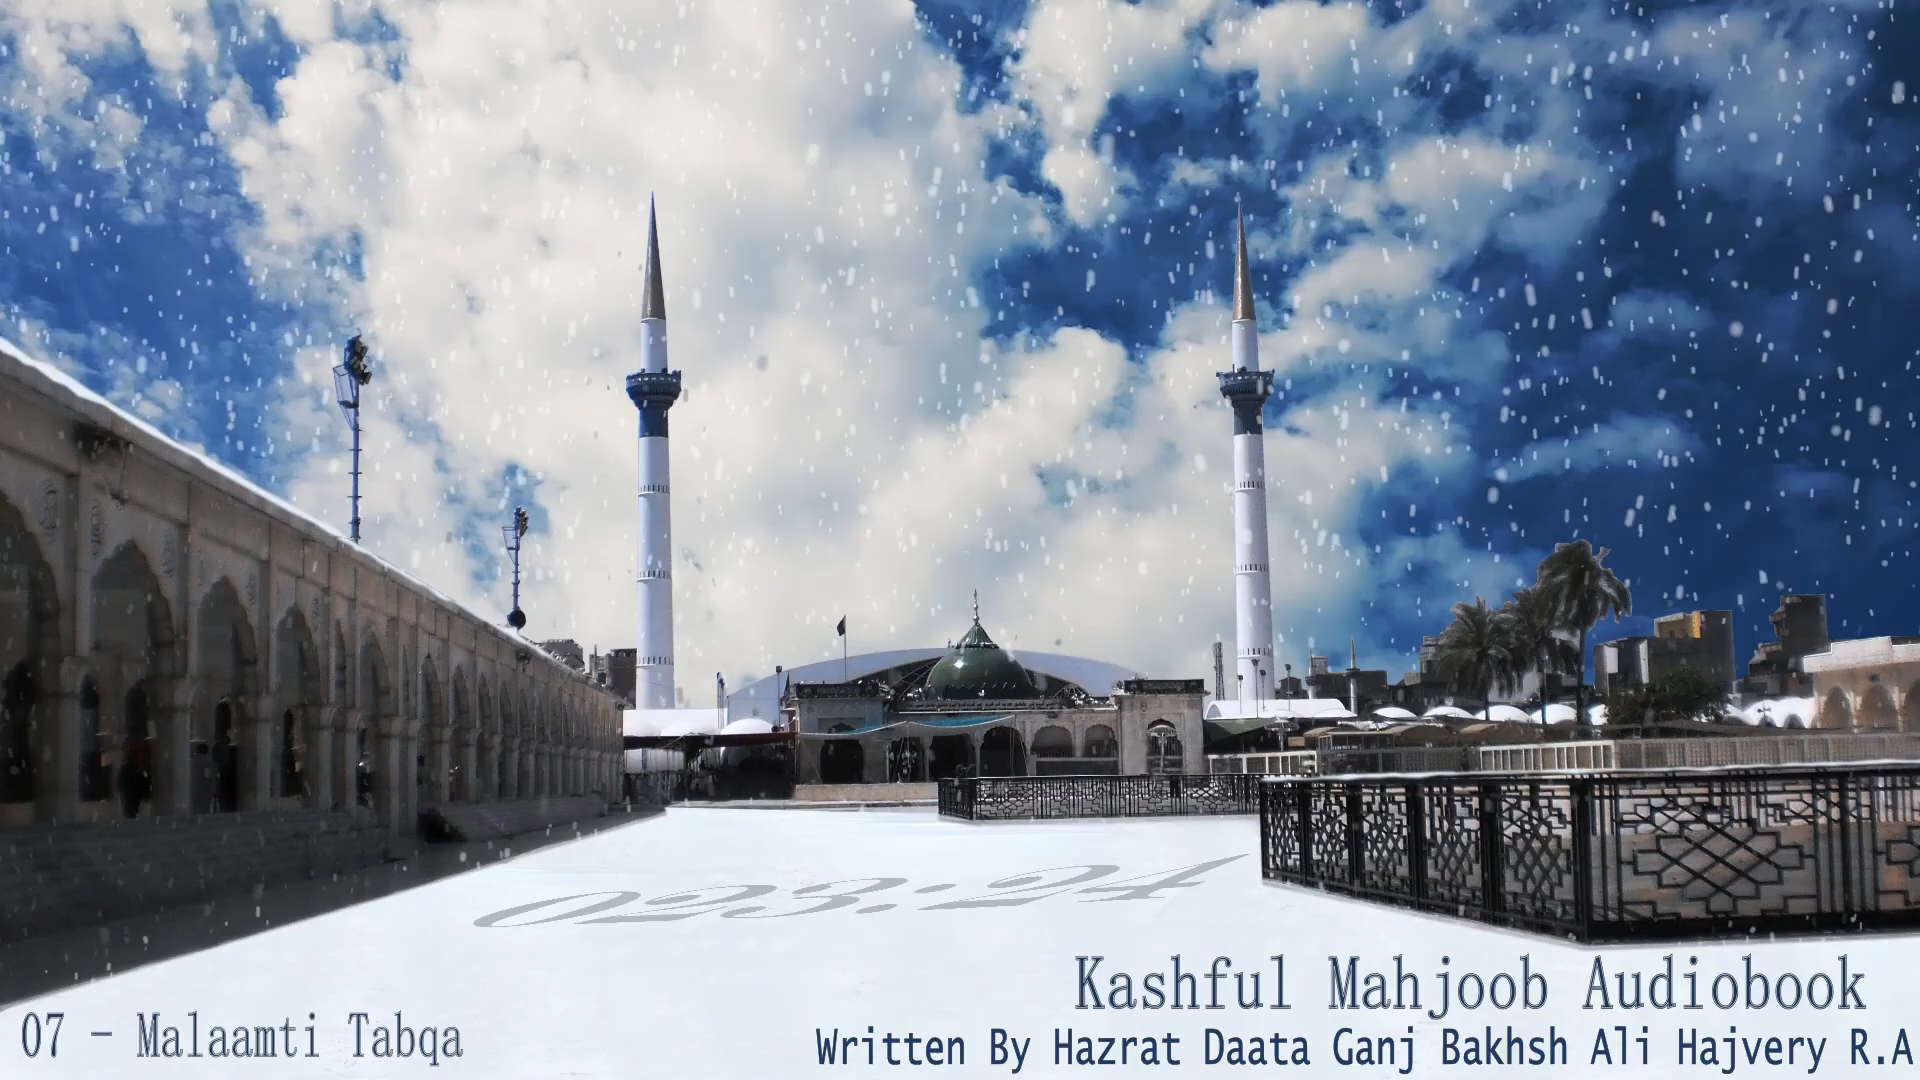 023:24
Kashful Mahjoob Audiobook
07 - Malaamti Tabqa
Written By Hazrat Daata Ganj Bakhsh Ali Hajvery R.A